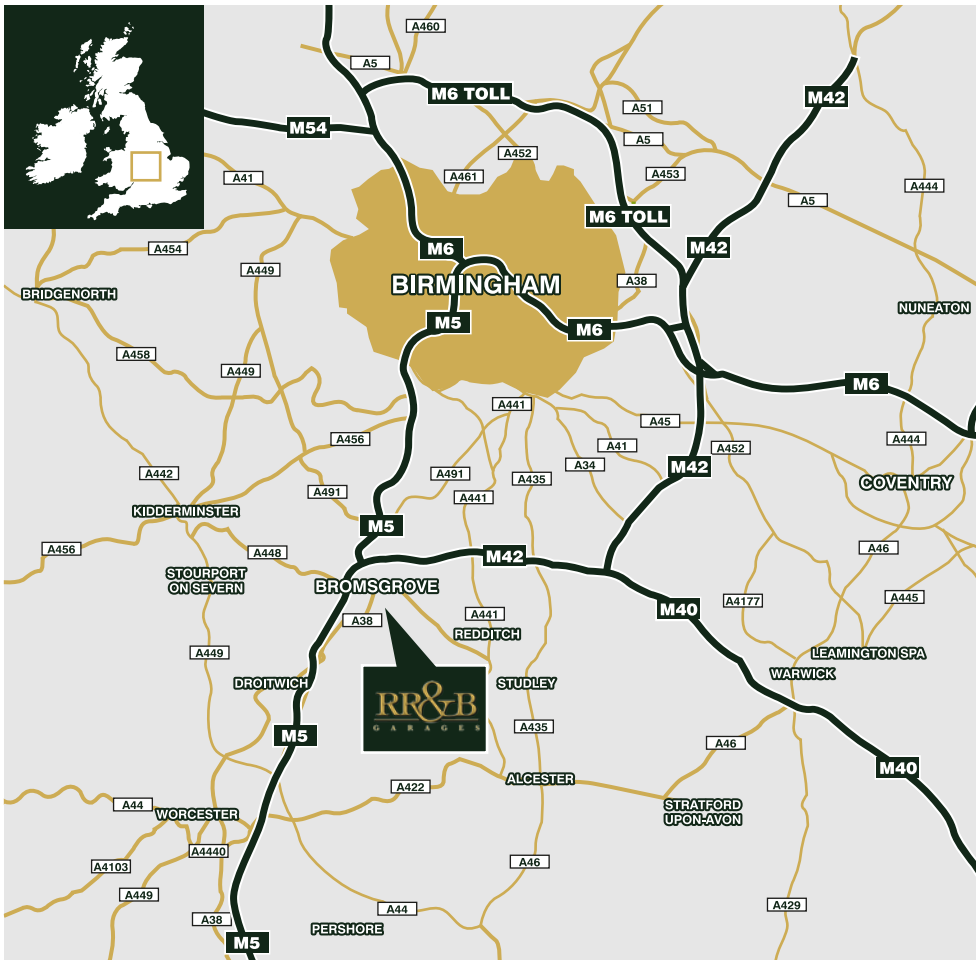 A460
A5
M6 TOLL
M42
A51
M54
A5
A452
A453
A41
A461
A444
A5
M6 TOLL
A454
M6
M42
A449
A38
BIRMINGHAM
BRIDGENORTH
NUNEATON
M5
M6
A458
A449
M6
A441
A45
A456
A41
A452
A444
A34
M42
A442
A491
A435
COVENTRY
A491
A441
KIDDERMINSTER
M5
A456
A448
M42
A46
STOURPORT
ON SEVERN
BROMSGROVE
A4177
A445
M40
A38
A441
REDDITCH
A449
LEAMINGTON SPA
WARWICK
DROITWICH
STUDLEY
RR&B
GARAGES
A435
M5
A46
M40
ALCESTER
A422
A44
WORCESTER
STRATFORD
UPON-AVON
A4440
A4103
A46
A449
A44
A429
A38
PERSHORE
M5